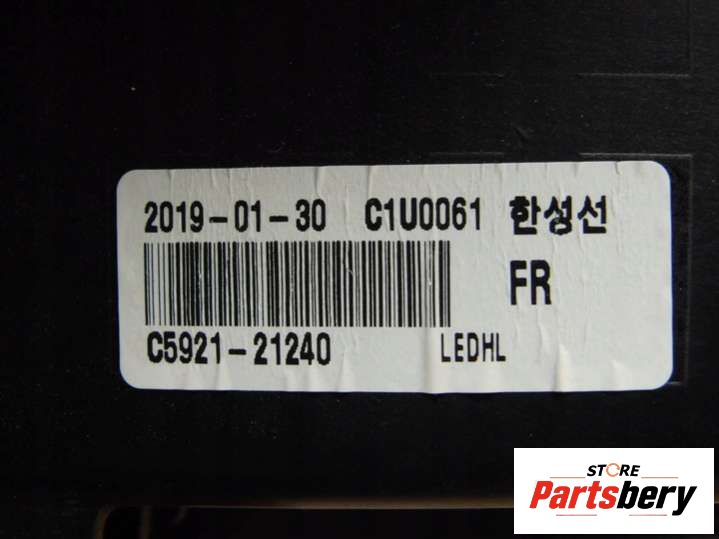 2019-01-30 C1U0061 한성선
FR
C5921-21240 LEDHL
STORE
Partsbery